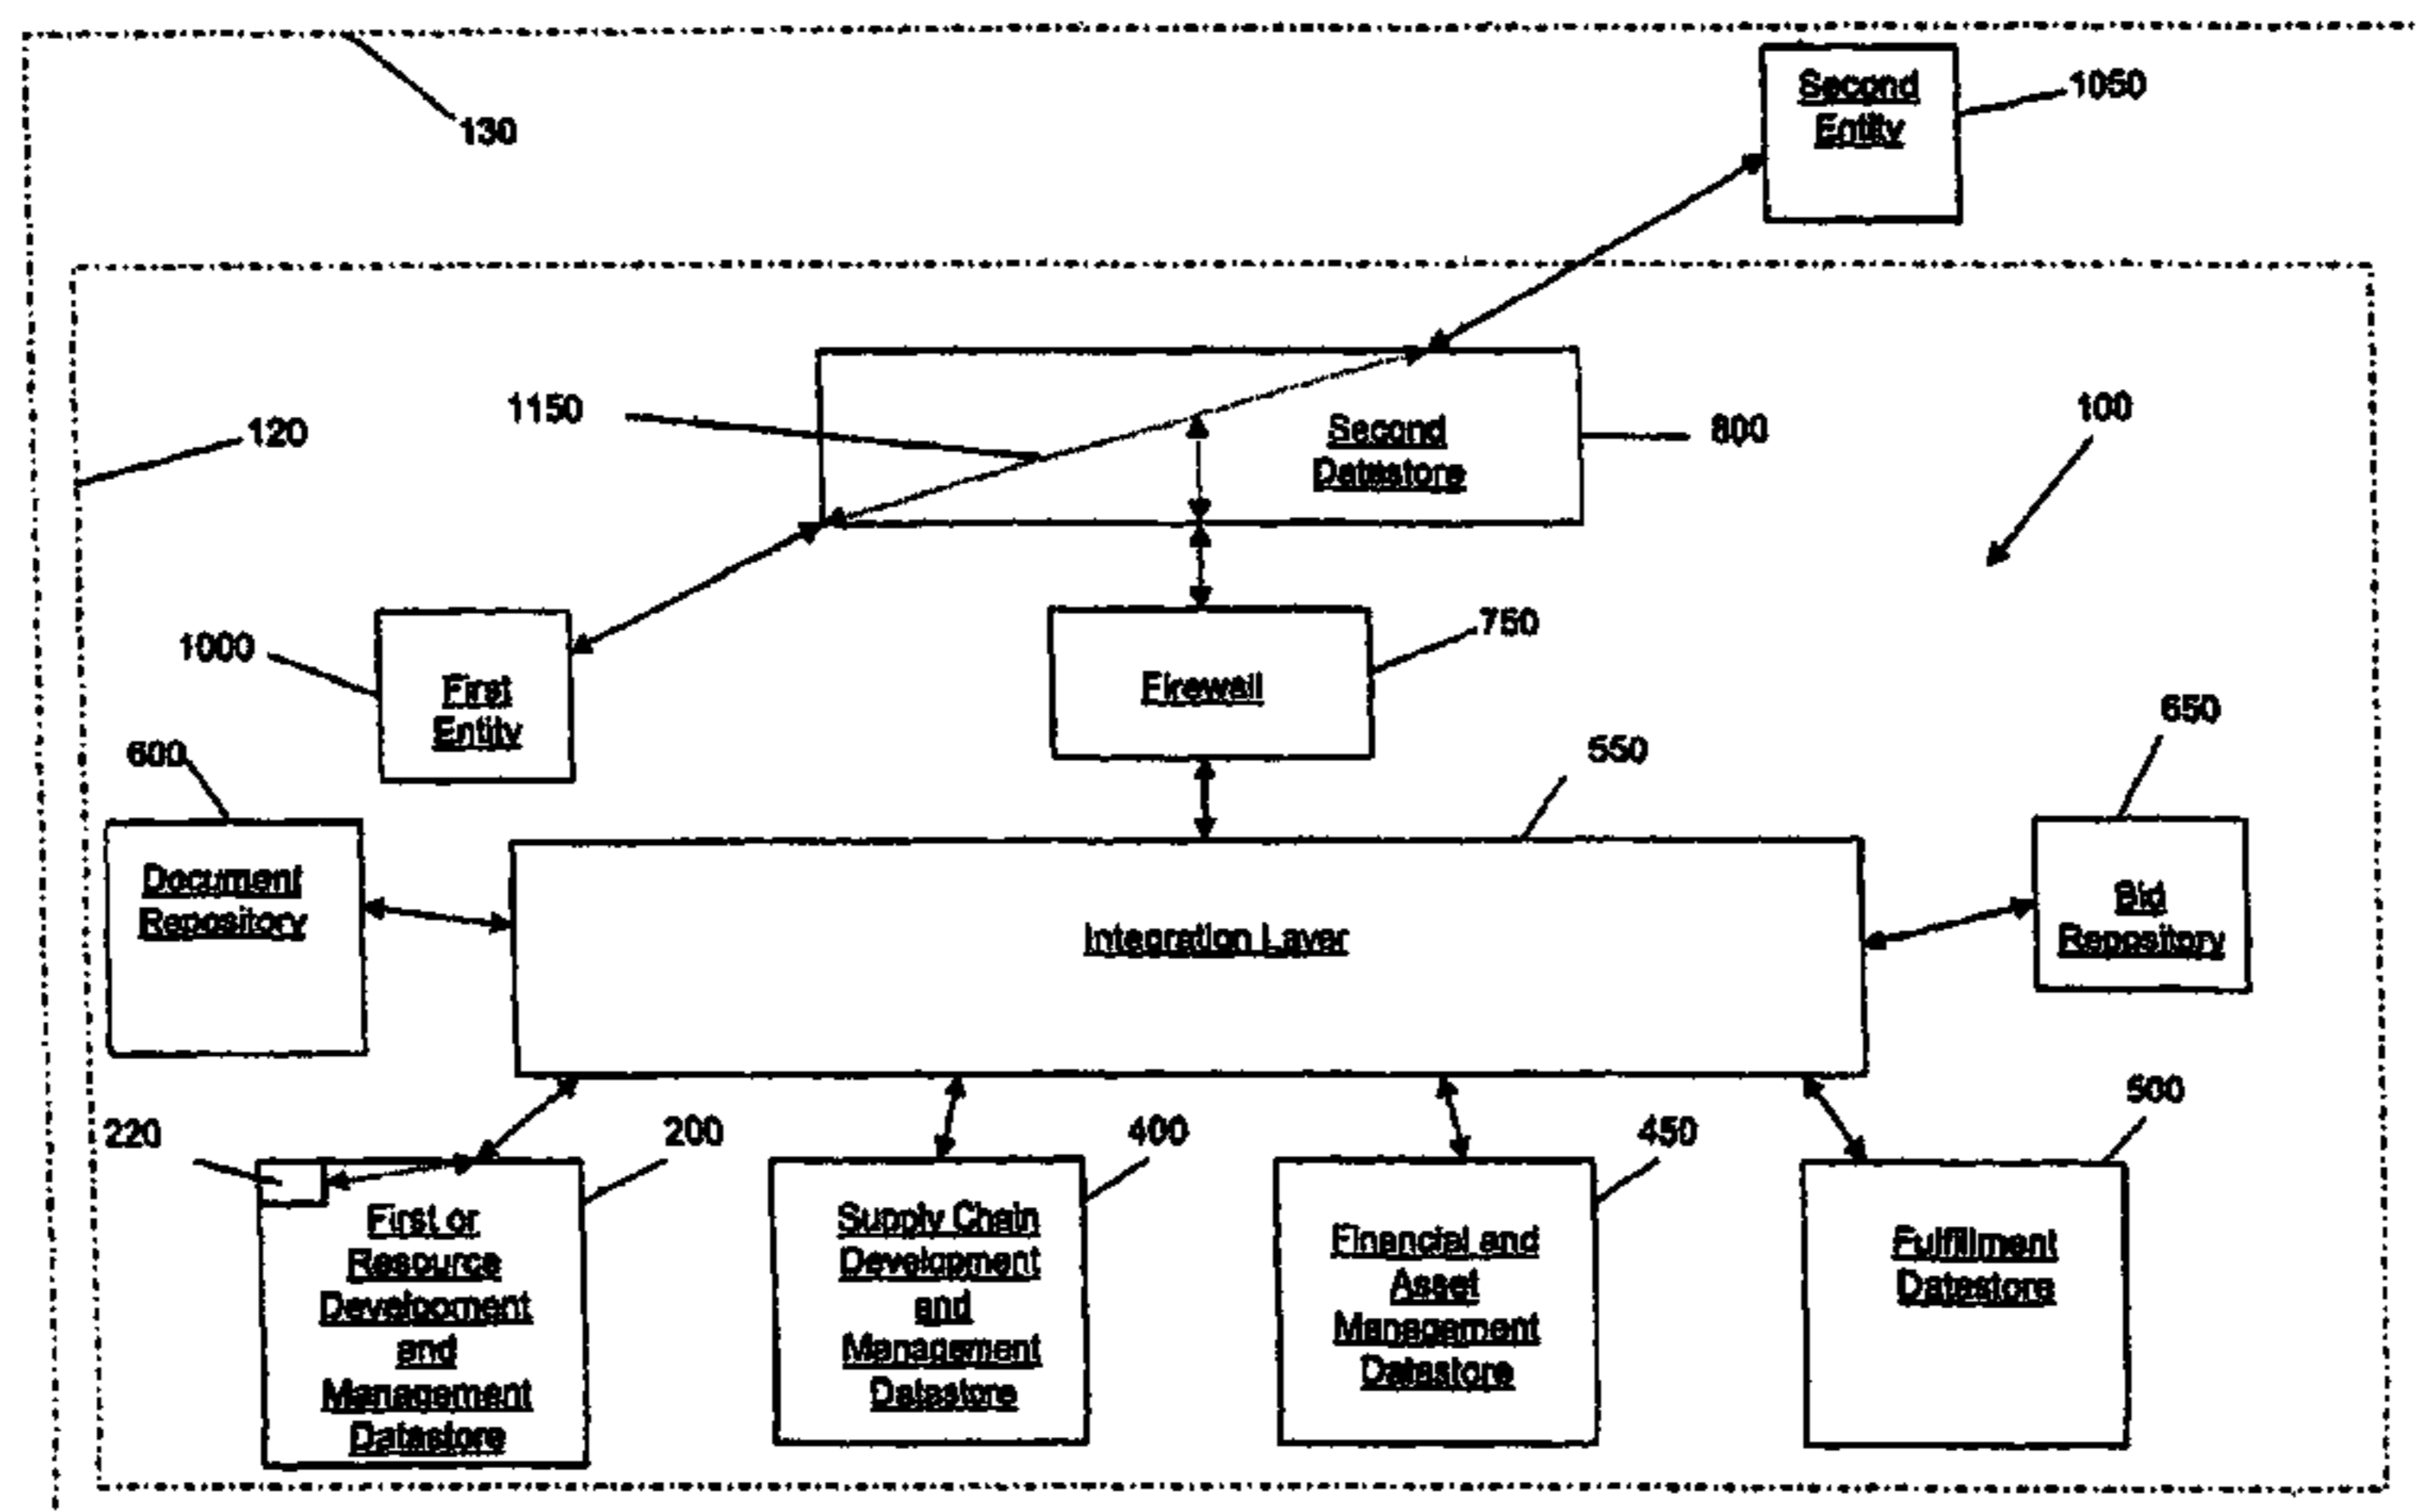 Second
Entity
1050
130
1150
Second
Datastore
800
100
120
1000
First
Entity
Firewall
750
600
550
650
Document
Repository
Integration Layer
Bid
Repository
220
200
400
450
500
First or
Resource
Development
and
Management
Datastore
Supply Chain
Development
and
Management
Datastore
Financial and
Asset
Management
Datastore
Fulfillment
Datastore